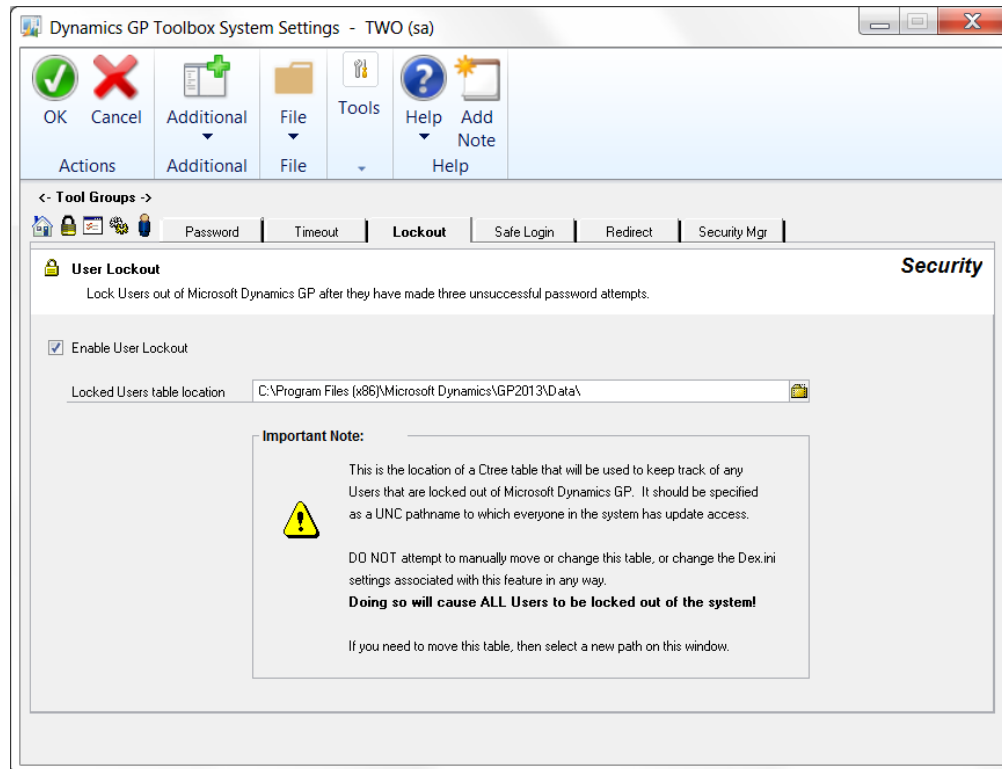 Dynamics GP Toolbox System Settings - TWO (sa)
OK Cancel Additional File Tools Help Add Note
Actions Additional File Help
<- Tool Groups ->
Password Timeout Lockout Safe Login Redirect Security Mgr
User Lockout Security
Lock Users out of Microsoft Dynamics GP after they have made three unsuccessful password attempts.
Enable User Lockout
Locked Users table location C:\Program Files (x86)\Microsoft Dynamics\GP2013\Data\
Important Note:
This is the location of a Ctree table that will be used to keep track of any
Users that are locked out of Microsoft Dynamics GP. It should be specified
as a UNC pathname to which everyone in the system has update access.
DO NOT attempt to manually move or change this table, or change the Dex.ini
settings associated with this feature in any way.
Doing so will cause ALL Users to be locked out of the system!
If you need to move this table, then select a new path on this window.